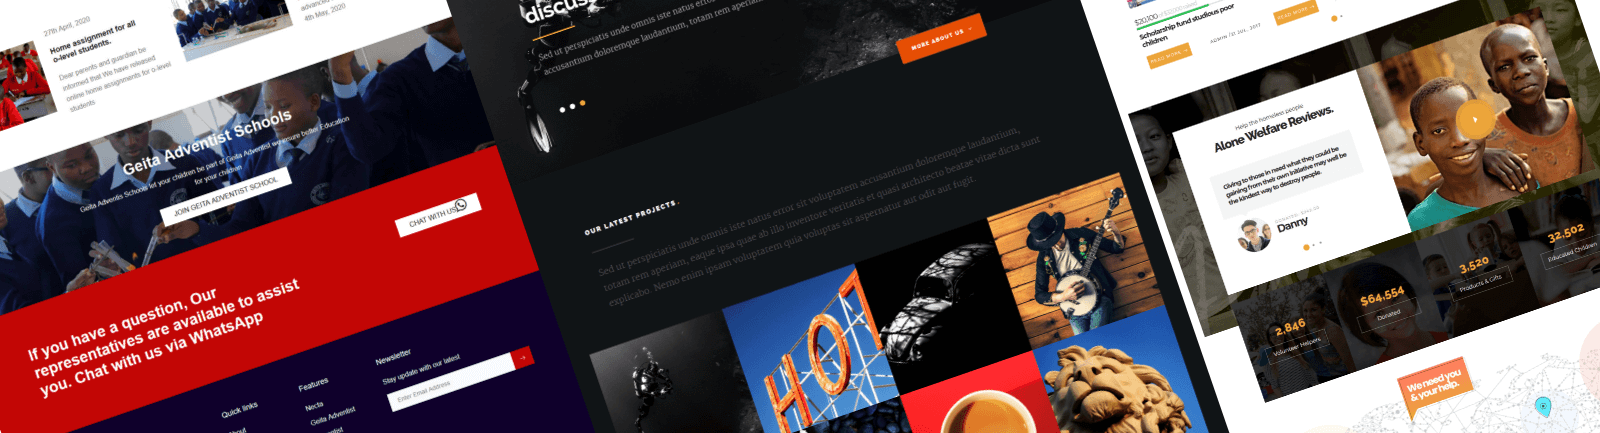 27th April, 2020
Home assignment for all
o-level students.
Dear parents and guardian be
informed that We have released
online home assignments for o-level
students
advanced
4th May, 2020
Geita Adventist Schools
Geita Adventis Schools let your children be part of Geita Adventist we ensure better Education
for your children
JOIN GEITA ADVENTIST SCHOOL
CHAT WITH US
If you have a question, Our
representatives are available to assist
you. Chat with us via WhatsApp
Quick links
About
Features
Necta
Geita Adventist
Newsletter
Stay update with our latest
Enter Email Address
discuss
Sed ut perspiciatis unde omnis iste natus error
accusantium doloremque laudantium, totam rem aperiam
MORE ABOUT US
OUR LATEST PROJECTS.
Sed ut perspiciatis unde omnis iste natus error sit voluptatem accusantium doloremque laudantium,
totam rem aperiam, eaque ipsa quae ab illo inventore veritatis et quasi architecto beatae vitae dicta sunt
explicabo. Nemo enim ipsam voluptatem quia voluptas sit aspernatur aut odit aut fugit.
HOT
$20,100
Scholarship fund studious poor
children
READ MORE →
ADMIN / 21 JUL, 2017
READ MORE →
Help the homeless people
Alone Welfare Reviews.
Giving to those in need what they could be
gaining from their own initiative may well be
the kindest way to destroy people.
Danny
2,846
Volunteer Helpers
$64,554
Donated
3,520
Products & Gifts
32,502
Educated Children
We need you
& your help.